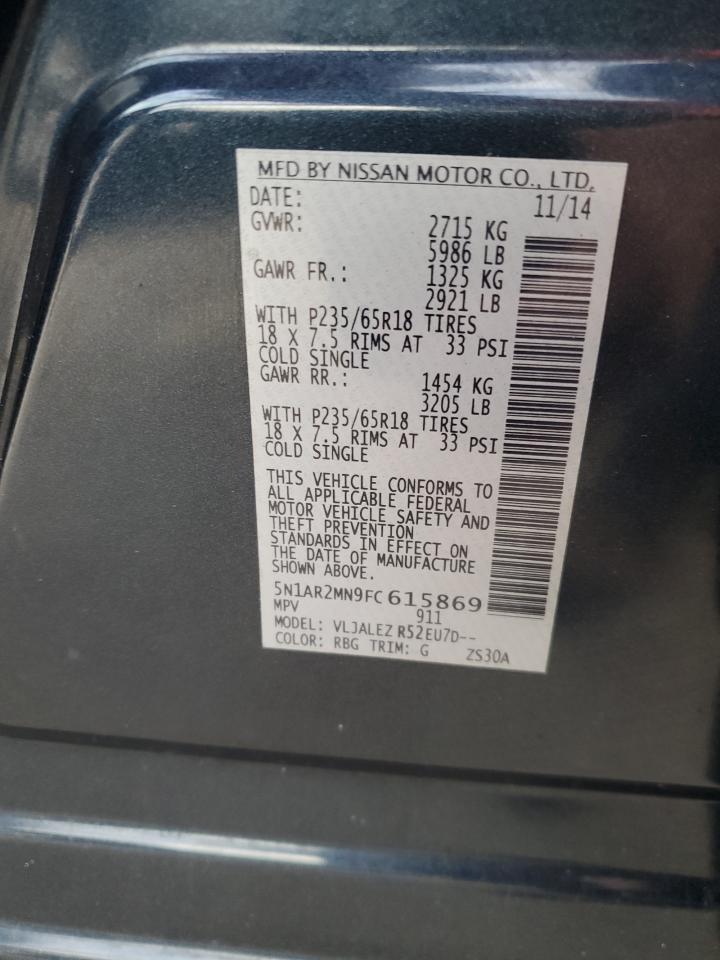 MFD BY NISSAN MOTOR CO., LTD.
DATE: 11/14
GVWR: 2715 KG
5986 LB
GAWR FR.: 1325 KG
2921 LB
WITH P235/65R18 TIRES
18 X 7.5 RIMS AT 33 PSI
COLD SINGLE
GAWR RR.: 1454 KG
3205 LB
WITH P235/65R18 TIRES
18 X 7.5 RIMS AT 33 PSI
COLD SINGLE
THIS VEHICLE CONFORMS TO
ALL APPLICABLE FEDERAL
MOTOR VEHICLE SAFETY AND
THEFT PREVENTION
STANDARDS IN EFFECT ON
THE DATE OF MANUFACTURE
SHOWN ABOVE.
5N1AR2MN9FC615869
MPV 911
MODEL: VLJALEZ R52EU7D--
COLOR: RBG TRIM: G ZS30A